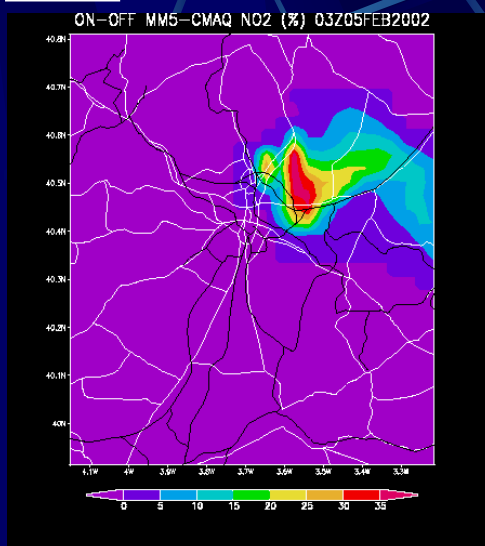 ON-OFF MM5-CMAQ NO2 (%) 03Z05FEB2002
40.8N
40.7N
40.6N
40.5N
40.4N
40.3N
40.2N
40.1N
40N
4.1W 4W 3.9W 3.8W 3.7W 3.6W 3.5W 3.4W 3.3W
0 5 10 15 20 25 30 35